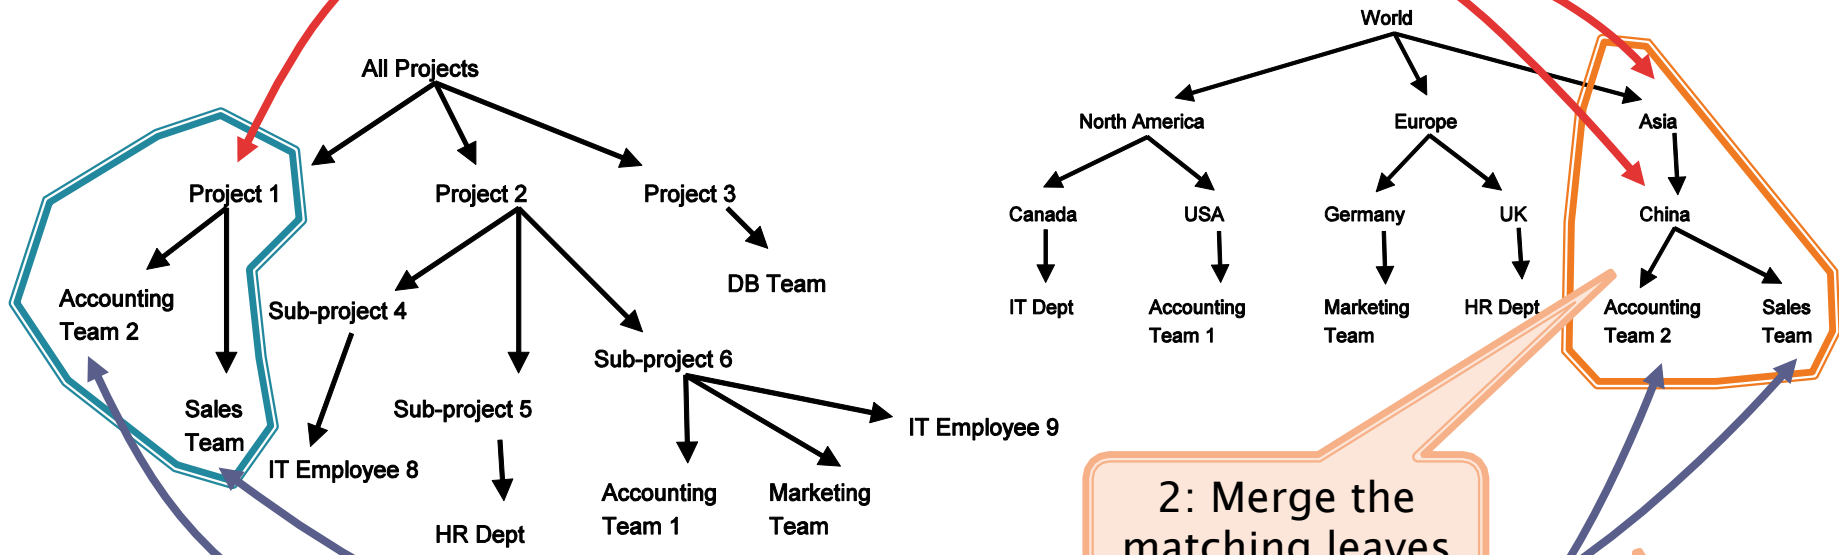 All Projects
Project 1
Project 2
Project 3
Accounting
Team 2
Sub-project 4
DB Team
Sales
Team
Sub-project 5
Sub-project 6
IT Employee 8
IT Employee 9
HR Dept
Accounting
Team 1
Marketing
Team
World
North America
Europe
Asia
Canada
USA
Germany
UK
China
IT Dept
Accounting
Team 1
Marketing
Team
HR Dept
Accounting
Team 2
Sales
Team
2: Merge the
matching leaves